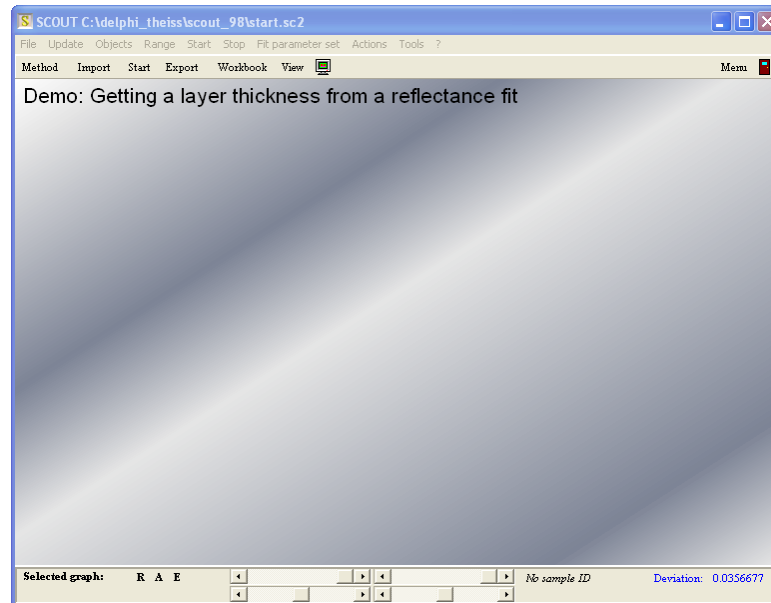 SCOUT C:\delphi_theiss\scout_98\start.sc2
File Update Objects Range Start Stop Fit parameter set Actions Tools ?
Method Import Start Export Workbook View Menu
Demo: Getting a layer thickness from a reflectance fit
Selected graph: R A E No sample ID Deviation: 0.0356677